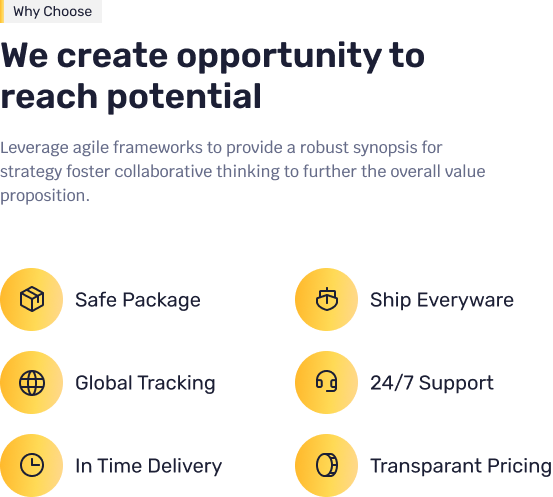 Why Choose
We create opportunity to
reach potential
Leverage agile frameworks to provide a robust synopsis for
strategy foster collaborative thinking to further the overall value
proposition.
Safe Package
Ship Everyware
Global Tracking
24/7 Support
In Time Delivery
Transparant Pricing